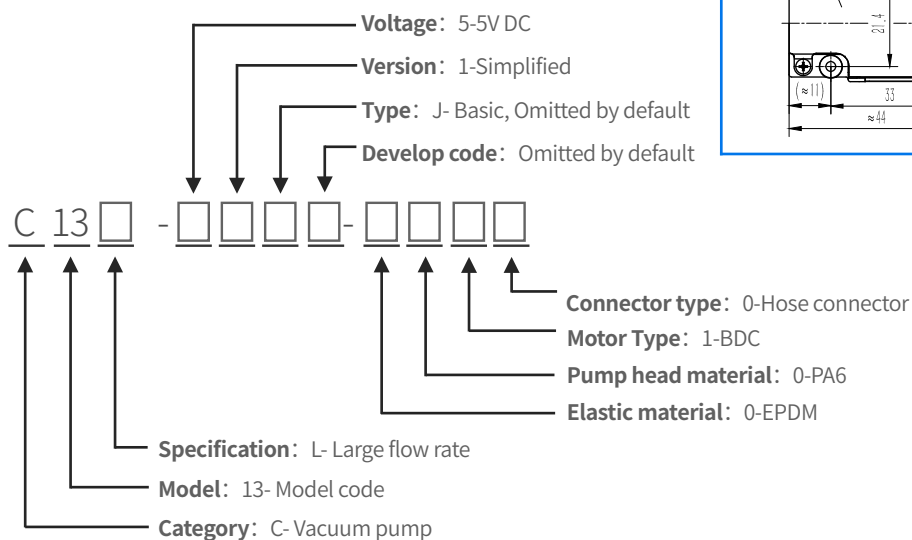 Voltage：5-5V DC
Version：1-Simplified
Type：J- Basic, Omitted by default
Develop code：Omitted by default
21.4
(≈11)
33
≈44
C 13 □ -□□□□-□□□□
Connector type：0-Hose connector
Motor Type：1-BDC
Pump head material：0-PA6
Elastic material：0-EPDM
Specification：L- Large flow rate
Model：13- Model code
Category：C- Vacuum pump